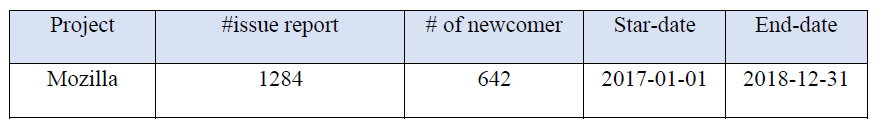 Project #issue report # of newcomer Star-date End-date
Mozilla 1284 642 2017-01-01 2018-12-31